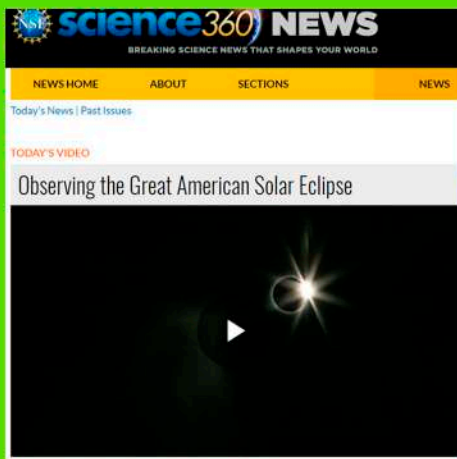 NSF science360 NEWS
BREAKING SCIENCE NEWS THAT SHAPES YOUR WORLD
NEWS HOME ABOUT SECTIONS NEWS
Today's News | Past Issues
TODAY'S VIDEO
Observing the Great American Solar Eclipse